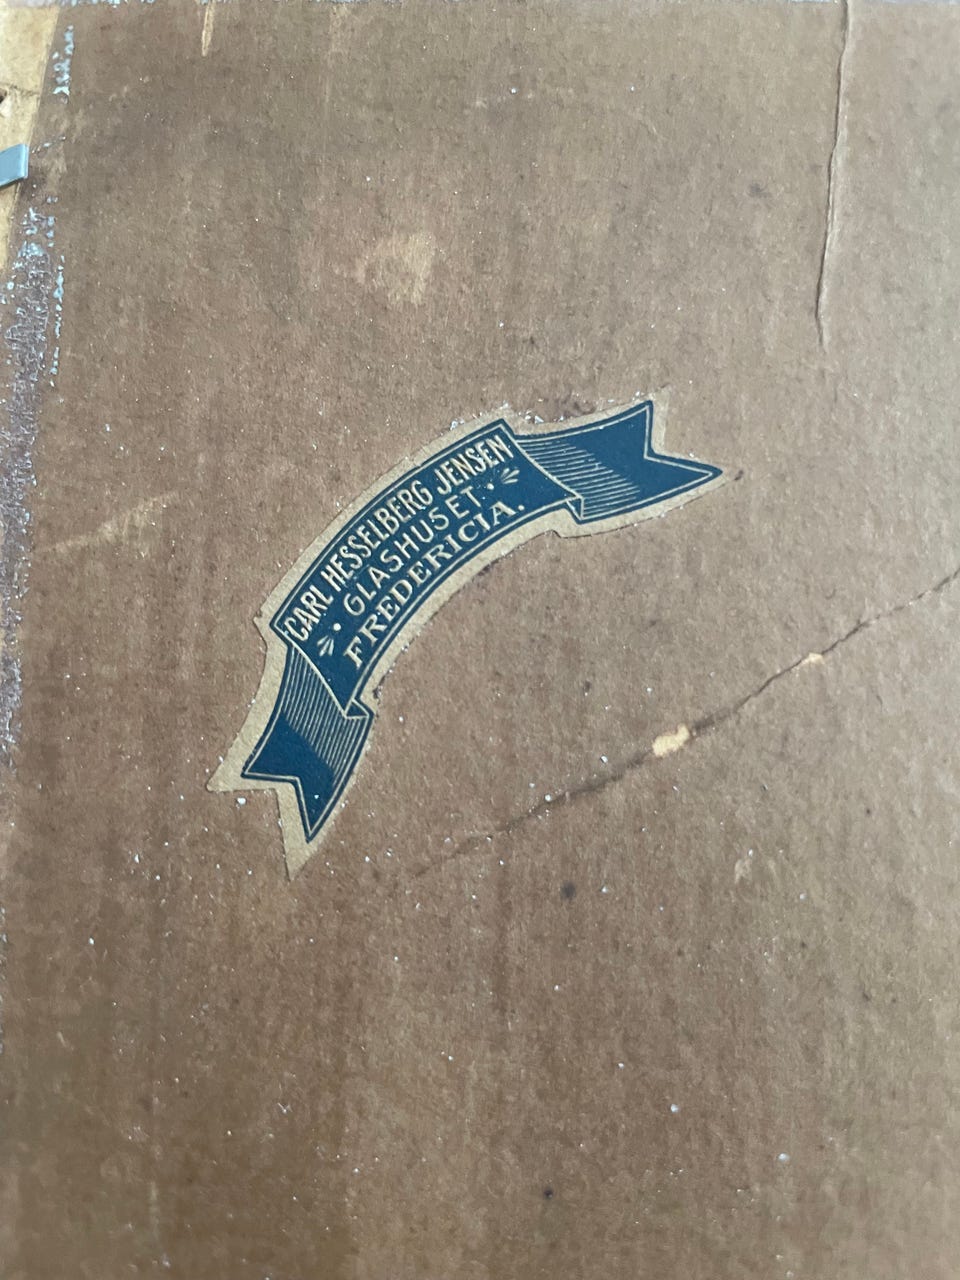 CARL HESSELBERG JENSEN
GLASHUSET
FREDERICIA.